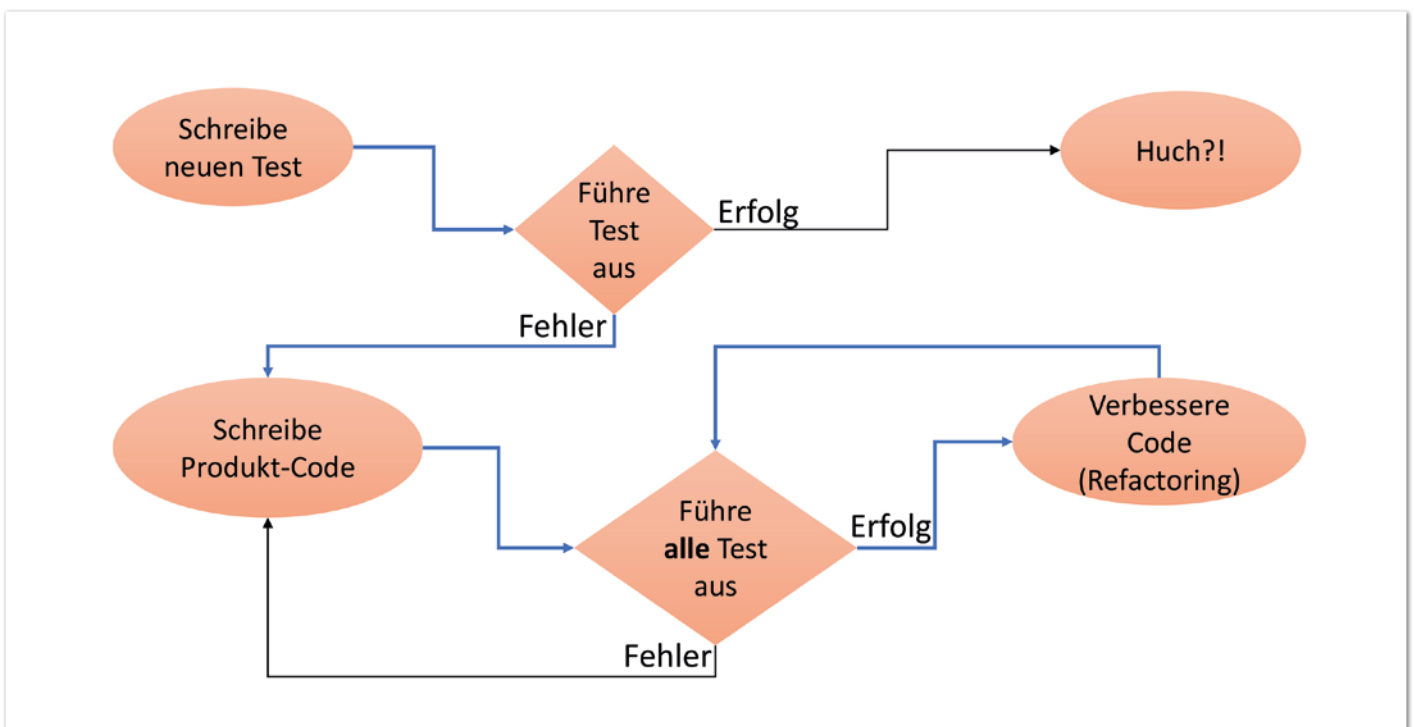 Schreibe
neuen Test
Führe
Test
aus
Erfolg
Huch?!
Fehler
Schreibe
Produkt-Code
Führe
alle Test
aus
Erfolg
Verbessere
Code
(Refactoring)
Fehler